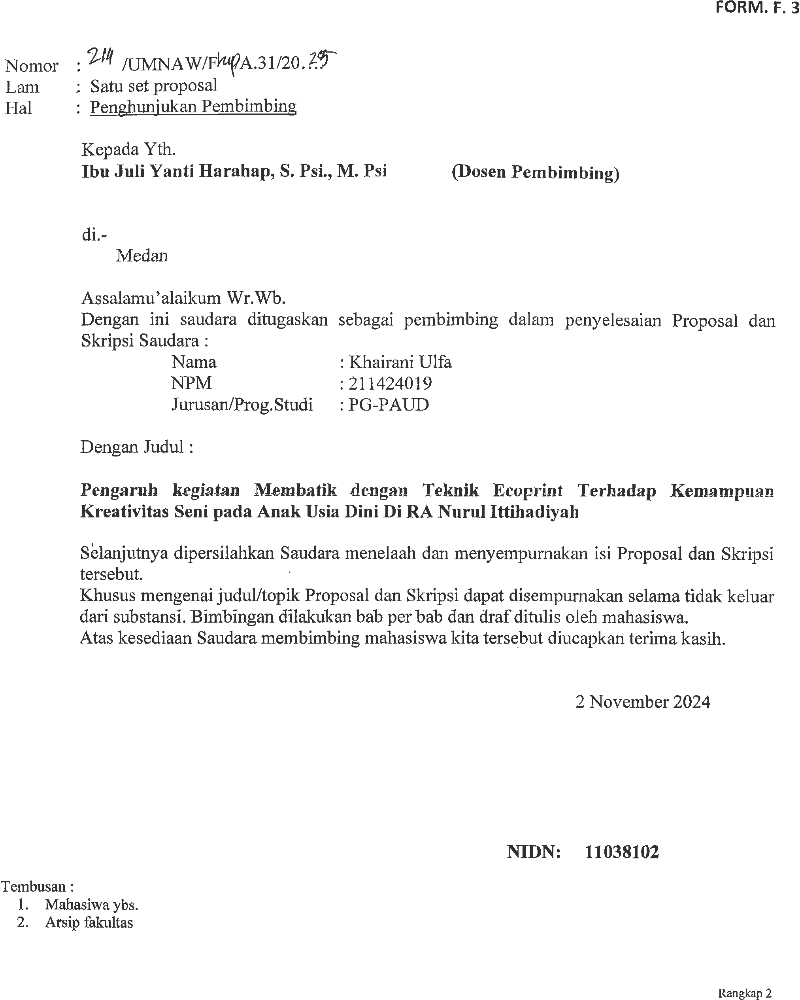 FORM. F. 3
Nomor : 214 /UMNAW/Fkip/A.31/20.25
Lam : Satu set proposal
Hal : Penghunjukan Pembimbing
Kepada Yth.
Ibu Juli Yanti Harahap, S. Psi., M. Psi (Dosen Pembimbing)
di.-
Medan
Assalamu'alaikum Wr.Wb.
Dengan ini saudara ditugaskan sebagai pembimbing dalam penyelesaian Proposal dan
Skripsi Saudara :
Nama : Khairani Ulfa
NPM : 211424019
Jurusan/Prog.Studi : PG-PAUD
Dengan Judul :
Pengaruh kegiatan Membatik dengan Teknik Ecoprint Terhadap Kemampuan
Kreativitas Seni pada Anak Usia Dini Di RA Nurul Ittihadiyah
Selanjutnya dipersilahkan Saudara menelaah dan menyempurnakan isi Proposal dan Skripsi
tersebut.
Khusus mengenai judul/topik Proposal dan Skripsi dapat disempurnakan selama tidak keluar
dari substansi. Bimbingan dilakukan bab per bab dan draf ditulis oleh mahasiswa.
Atas kesediaan Saudara membimbing mahasiswa kita tersebut diucapkan terima kasih.
2 November 2024
NIDN: 11038102
Tembusan :
1. Mahasiwa ybs.
2. Arsip fakultas
Rangkap 2